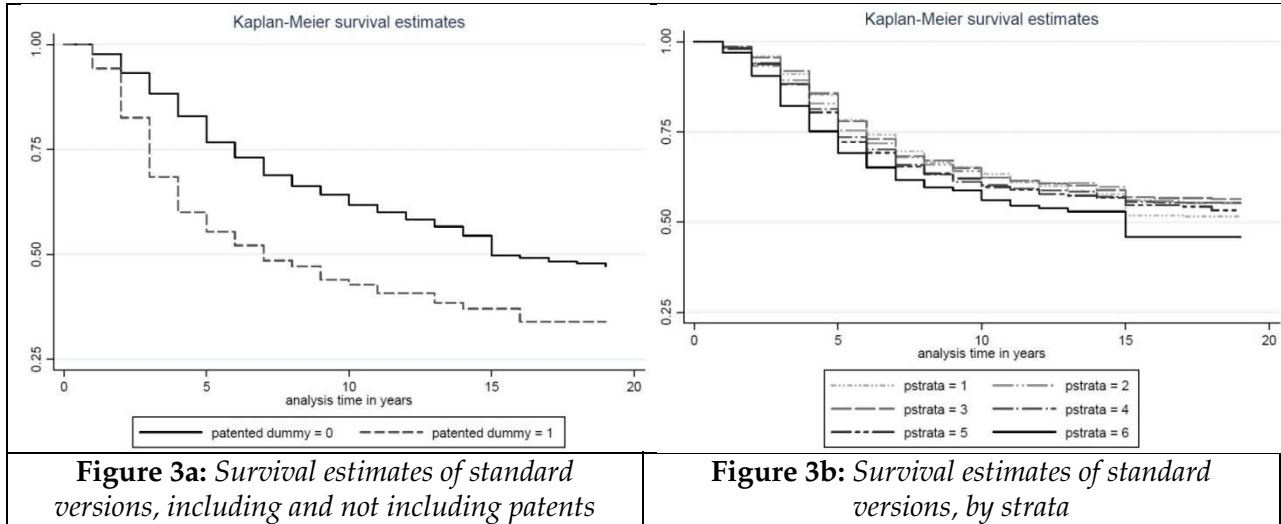 Kaplan-Meier survival estimates
1.00
0.75
0.50
0.25
0 5 10 15 20
analysis time in years
patented dummy = 0 patented dummy = 1
Figure 3a: Survival estimates of standard
versions, including and not including patents
Kaplan-Meier survival estimates
1.00
0.75
0.50
0.25
0 5 10 15 20
analysis time in years
pstrata = 1 pstrata = 2
pstrata = 3 pstrata = 4
pstrata = 5 pstrata = 6
Figure 3b: Survival estimates of standard
versions, by strata